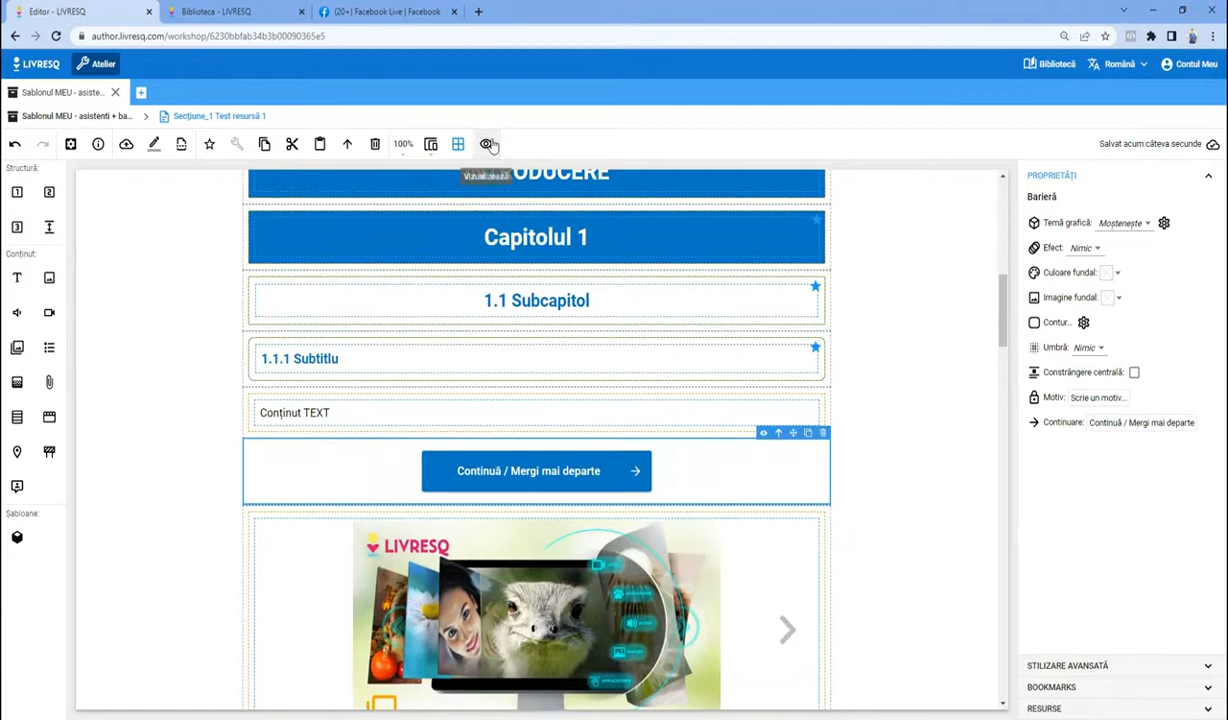 Editor - LIVRESQ
Biblioteca - LIVRESQ
(20+) Facebook Live | Facebook
author.livresq.com/workshop/6230bbfab34b3b00090365e5
LIVRESQ
Atelier
Bibliotecă
Română
Contul Meu
Sablonul MEU - asiste...
Sablonul MEU - asistenti + ba...
Secțiune_1 Test resursă 1
100%
Salvat acum câteva secunde
Vizualizează
Structură:
Conținut:
Șabloane:
ODUCERE
Capitolul 1
1.1 Subcapitol
1.1.1 Subtitlu
Conținut TEXT
Continuă / Mergi mai departe
LIVRESQ
PROPRIETĂȚI
Barieră
Temă grafică: Moștenește
Efect: Nimic
Culoare fundal:
Imagine fundal:
Contur...
Umbră: Nimic
Constrângere centrală:
Motiv: Scrie un motiv...
Continuare: Continuă / Mergi mai departe
STILIZARE AVANSATĂ
BOOKMARKS
RESURSE